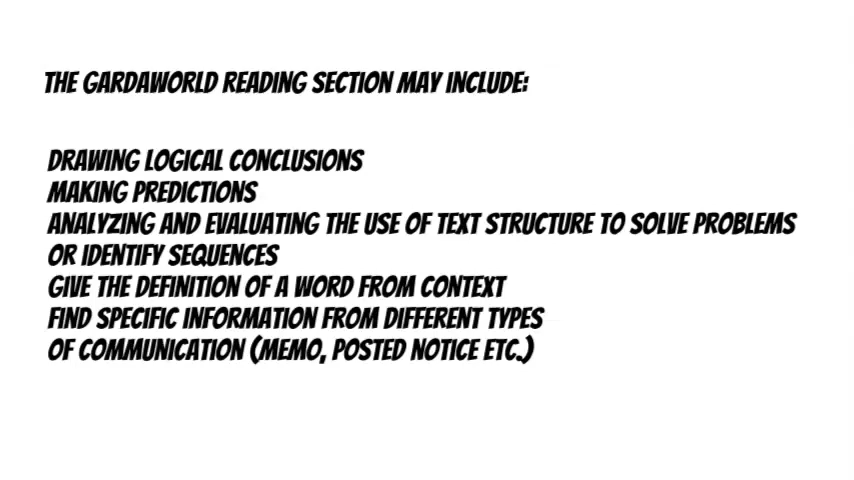 THE GARDAWORLD READING SECTION MAY INCLUDE:
DRAWING LOGICAL CONCLUSIONS
MAKING PREDICTIONS
ANALYZING AND EVALUATING THE USE OF TEXT STRUCTURE TO SOLVE PROBLEMS
OR IDENTIFY SEQUENCES
GIVE THE DEFINITION OF A WORD FROM CONTEXT
FIND SPECIFIC INFORMATION FROM DIFFERENT TYPES
OF COMMUNICATION (MEMO, POSTED NOTICE ETC.)